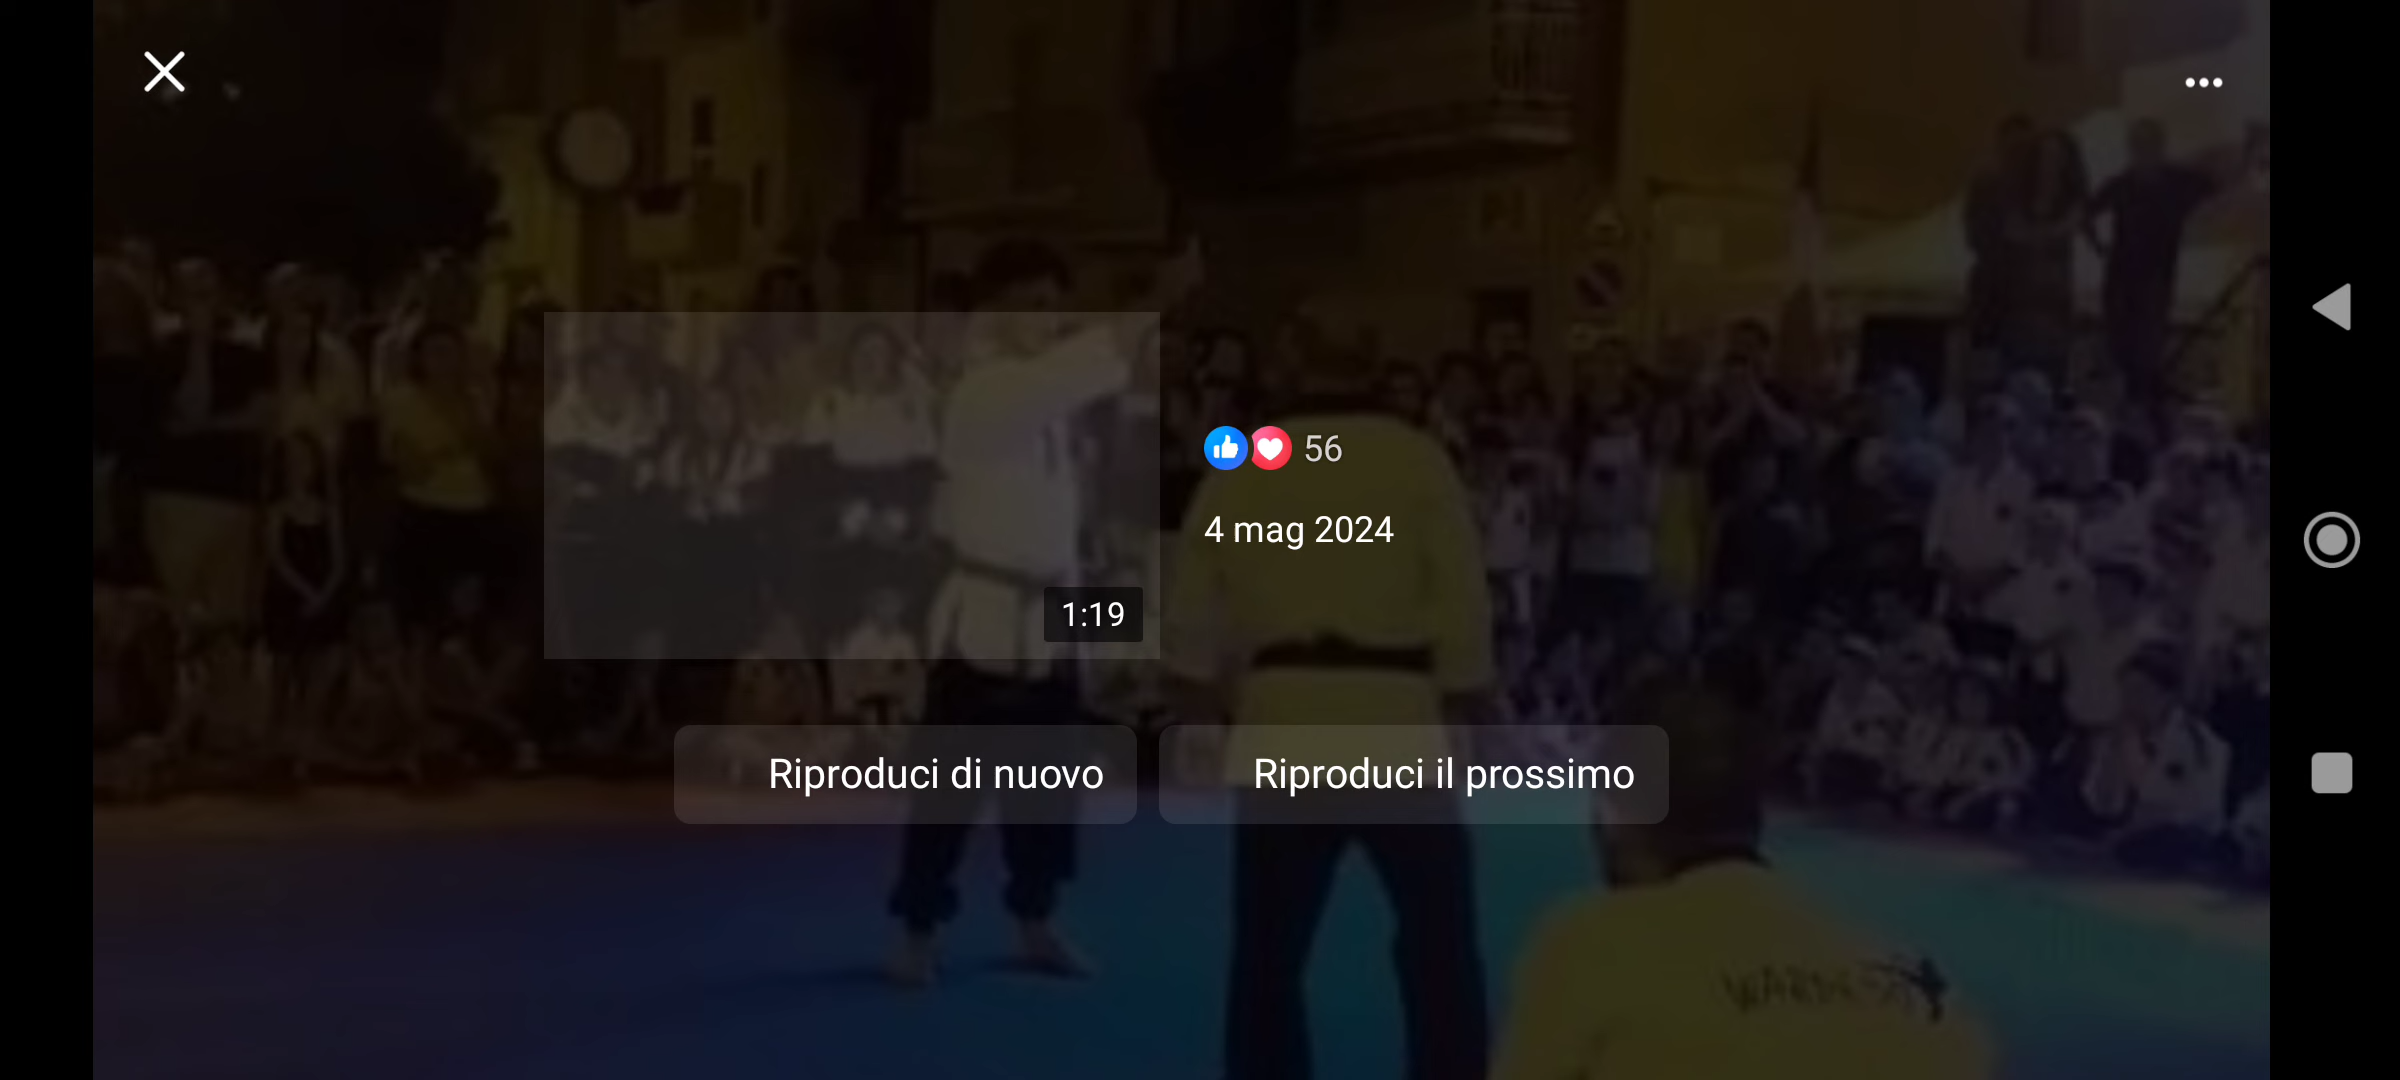 56
4 mag 2024
1:19
Riproduci di nuovo
Riproduci il prossimo